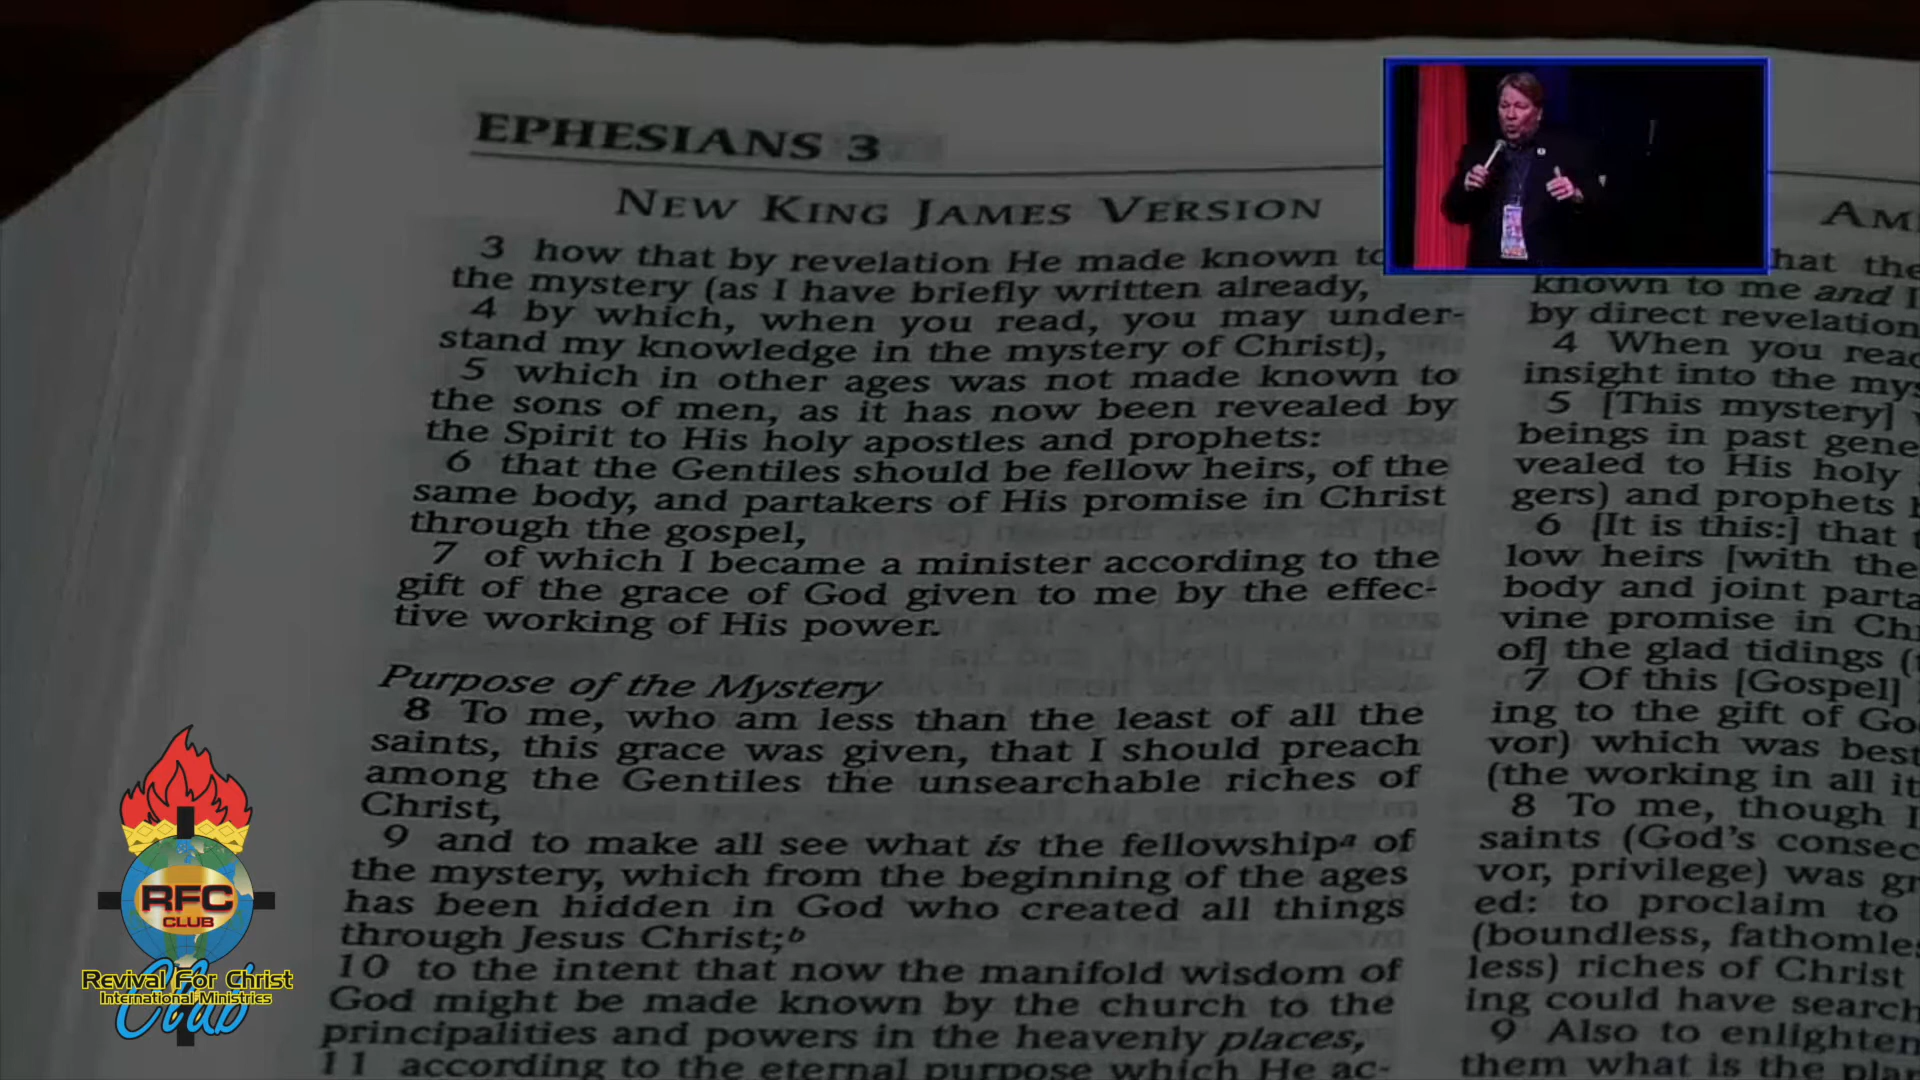 EPHESIANS 3
NEW KING JAMES VERSION
3 how that by revelation He made known to
the mystery (as I have briefly written already,
4 by which, when you read, you may under-
stand my knowledge in the mystery of Christ),
5 which in other ages was not made known to
the sons of men, as it has now been revealed by
the Spirit to His holy apostles and prophets:
6 that the Gentiles should be fellow heirs, of the
same body, and partakers of His promise in Christ
through the gospel,
7 of which I became a minister according to the
gift of the grace of God given to me by the effec-
tive working of His power.
Purpose of the Mystery
8 To me, who am less than the least of all the
saints, this grace was given, that I should preach
among the Gentiles the unsearchable riches of
Christ,
9 and to make all see what is the fellowshipᵃ of
the mystery, which from the beginning of the ages
has been hidden in God who created all things
through Jesus Christ;ᵇ
10 to the intent that now the manifold wisdom of
God might be made known by the church to the
principalities and powers in the heavenly places,
11 according to the eternal purpose which He ac-
AM
hat the
known to me and I
by direct revelation
4 When you read
insight into the mys
5 [This mystery]
beings in past gene
vealed to His holy
gers) and prophets
6 [It is this:] that
low heirs [with the
body and joint parta
vine promise in Chr
of] the glad tidings
7 Of this [Gospel]
ing to the gift of Go
vor) which was best
(the working in all it
8 To me, though I
saints (God's consec
vor, privilege) was gr
ed: to proclaim to
(boundless, fathomle
less) riches of Christ
ing could have search
9 Also to enlighten
them what is the plan
RFC
CLUB
Revival For Christ
International Ministries
Club